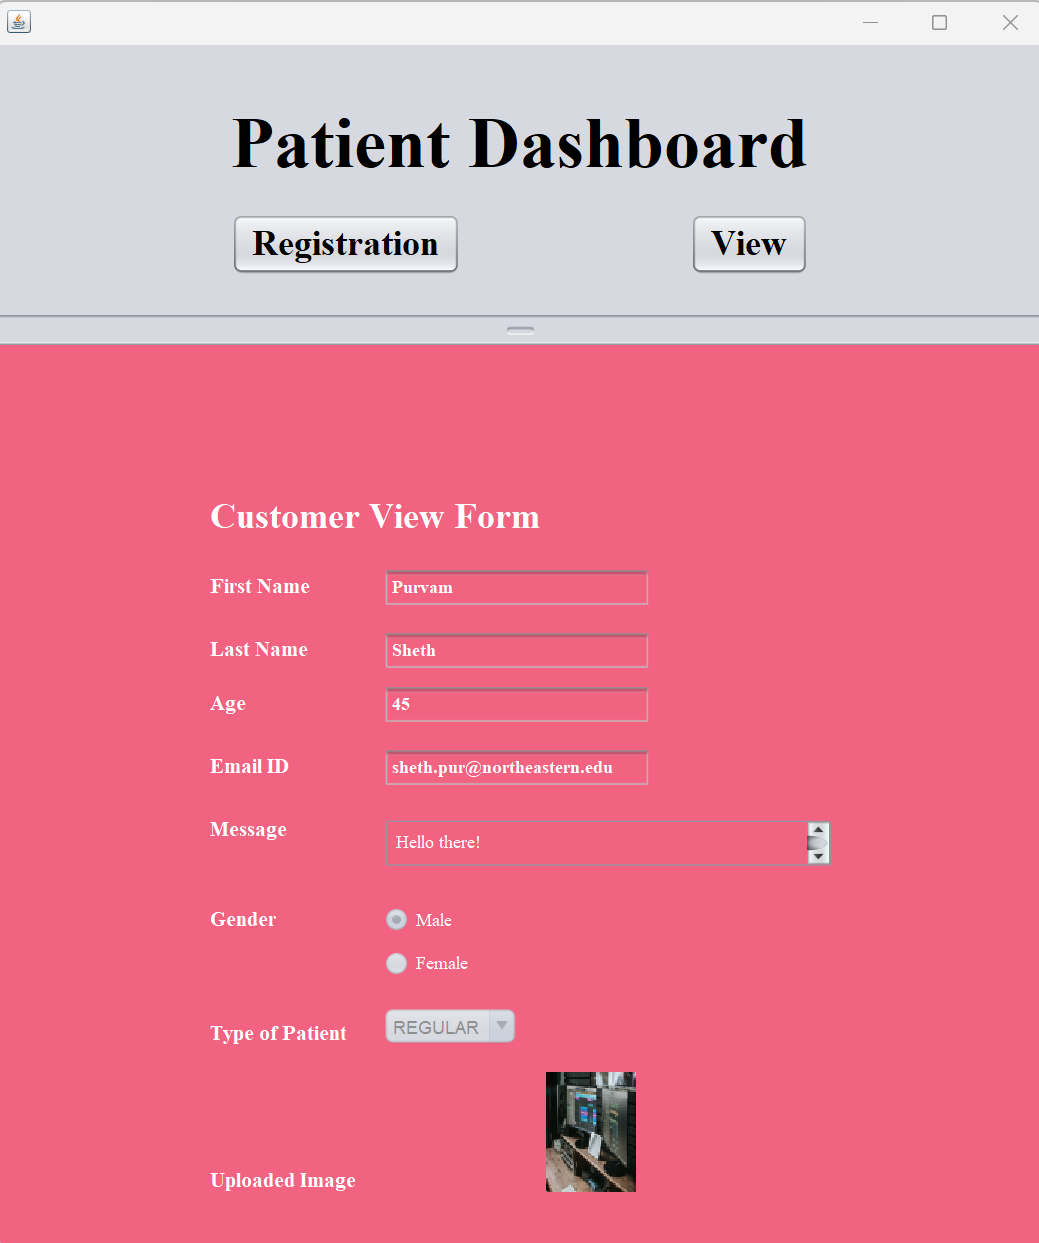 Patient Dashboard
Registration View
Customer View Form
First Name Purvam
Last Name Sheth
Age 45
Email ID sheth.pur@northeastern.edu
Message Hello there!
Gender Male
Female
Type of Patient REGULAR
Uploaded Image